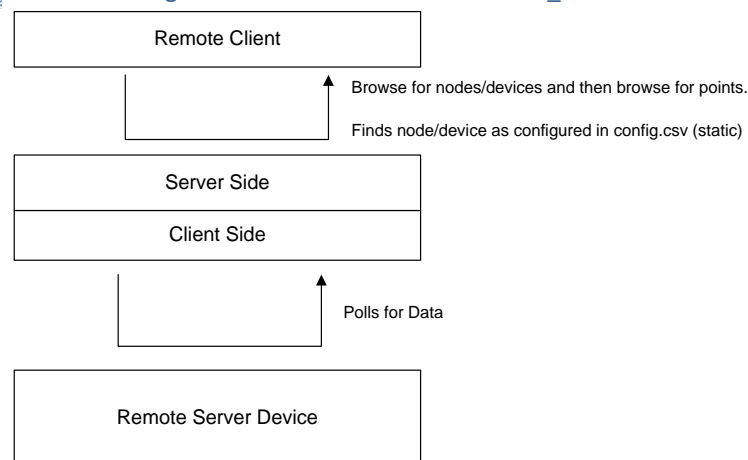 Remote Client
Browse for nodes/devices and then browse for points.
Finds node/device as configured in config.csv (static)
Server Side
Client Side
Polls for Data
Remote Server Device